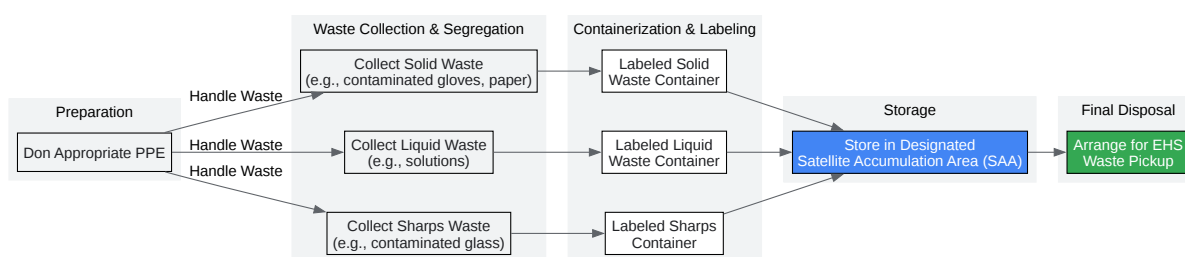 Waste Collection & Segregation
Containerization & Labeling
Collect Solid Waste
(e.g., contaminated gloves, paper)
Labeled Solid
Waste Container
Handle Waste
Preparation
Storage
Final Disposal
Don Appropriate PPE
Handle Waste
Collect Liquid Waste
(e.g., solutions)
Labeled Liquid
Waste Container
Store in Designated
Satellite Accumulation Area (SAA)
Arrange for EHS
Waste Pickup
Handle Waste
Collect Sharps Waste
(e.g., contaminated glass)
Labeled Sharps
Container